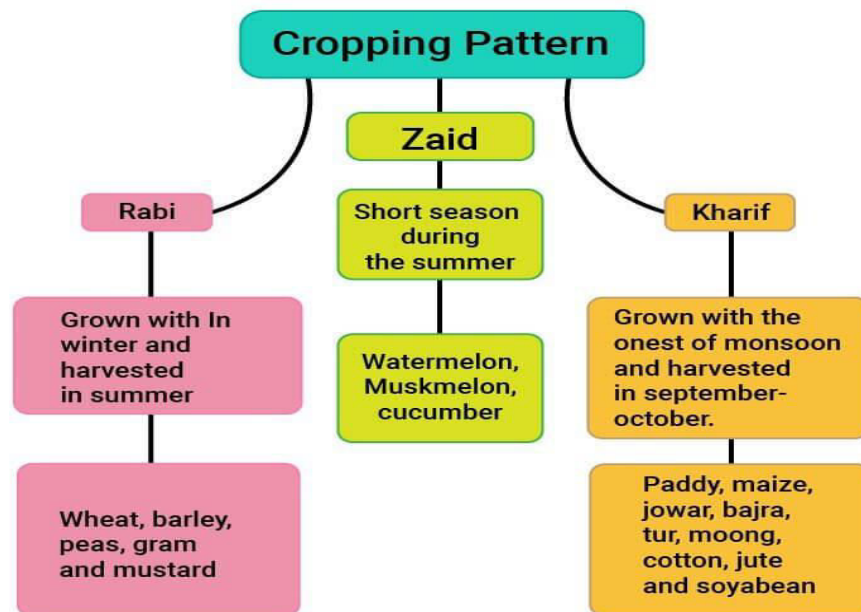 Cropping Pattern
Zaid
Short season
during
the summer
Watermelon,
Muskmelon,
cucumber
Rabi
Grown with In
winter and
harvested
in summer
Wheat, barley,
peas, gram
and mustard
Kharif
Grown with the
onest of monsoon
and harvested
in september-
october.
Paddy, maize,
jowar, bajra,
tur, moong,
cotton, jute
and soyabean